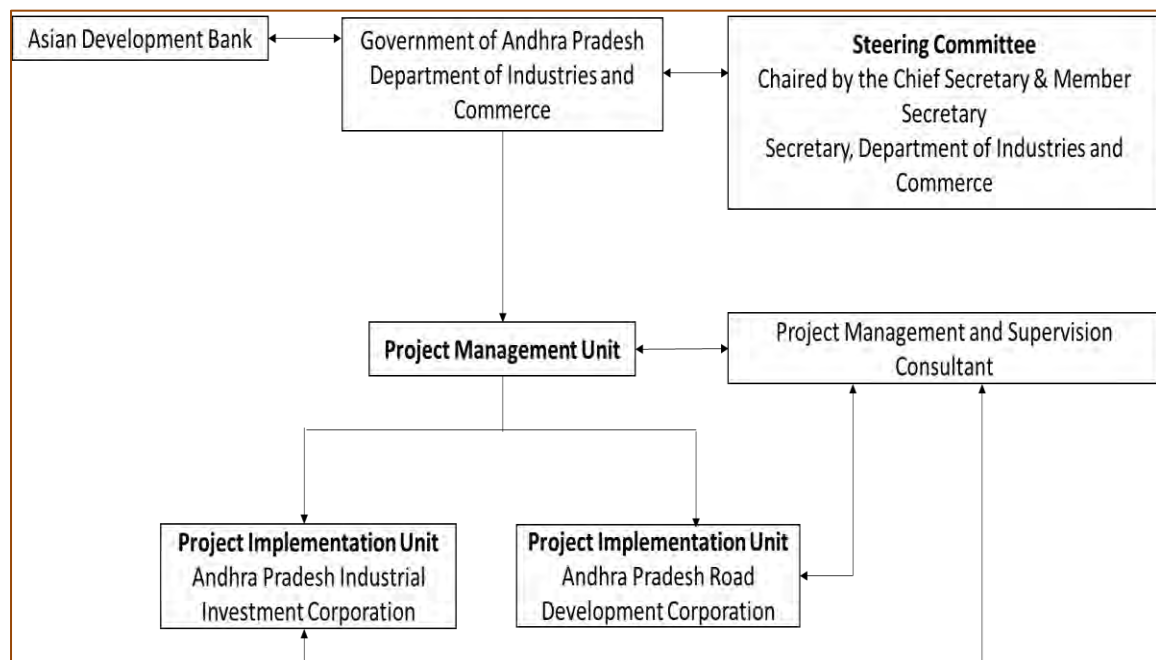 Asian Development Bank
Government of Andhra Pradesh
Department of Industries and
Commerce
Steering Committee
Chaired by the Chief Secretary & Member
Secretary
Secretary, Department of Industries and
Commerce
Project Management Unit
Project Management and Supervision
Consultant
Project Implementation Unit
Andhra Pradesh Industrial
Investment Corporation
Project Implementation Unit
Andhra Pradesh Road
Development Corporation